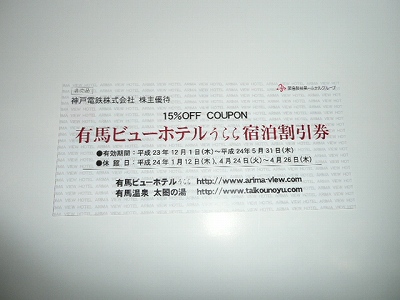 神戸電鉄株式会社 株主優待
15%OFF COUPON
有馬ビューホテルうらら宿泊割引券
●有効期間：平成23年12月1日(木)～平成24年5月31日(木)
●休館日：平成24年1月12日(木)、4月24日(火)～4月26日(木)
有馬ビューホテルうらら http://www.arima-view.com
有馬温泉 太閤の湯 http://www.taikounoyu.com